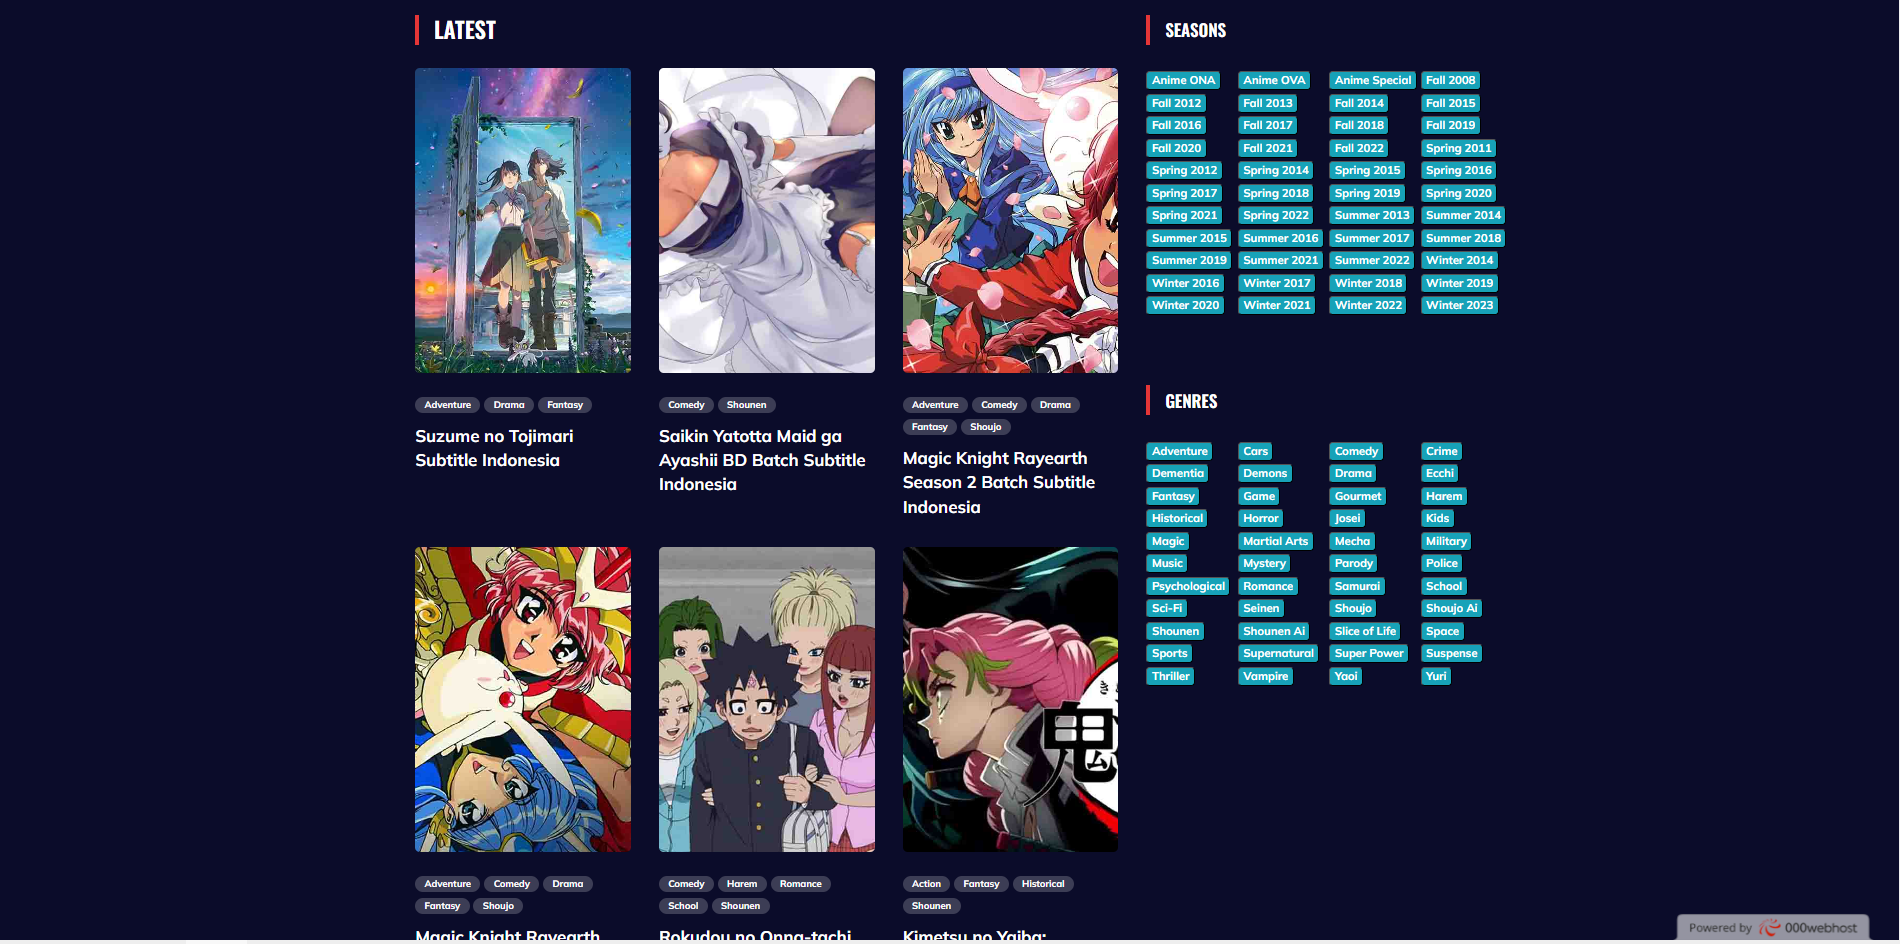 LATEST
Adventure Drama Fantasy
Suzume no Tojimari
Subtitle Indonesia
Comedy Shounen
Saikin Yatotta Maid ga
Ayashii BD Batch Subtitle
Indonesia
Adventure Comedy Drama
Fantasy Shoujo
Magic Knight Rayearth
Season 2 Batch Subtitle
Indonesia
鬼
Adventure Comedy Drama
Fantasy Shoujo
Magic Knight Rayearth
Comedy Harem Romance
School Shounen
Rokudou no Onna-tachi
Action Fantasy Historical
Shounen
Kimetsu no Yaiba:
SEASONS
Anime ONA Anime OVA Anime Special Fall 2008
Fall 2012 Fall 2013 Fall 2014 Fall 2015
Fall 2016 Fall 2017 Fall 2018 Fall 2019
Fall 2020 Fall 2021 Fall 2022 Spring 2011
Spring 2012 Spring 2014 Spring 2015 Spring 2016
Spring 2017 Spring 2018 Spring 2019 Spring 2020
Spring 2021 Spring 2022 Summer 2013 Summer 2014
Summer 2015 Summer 2016 Summer 2017 Summer 2018
Summer 2019 Summer 2021 Summer 2022 Winter 2014
Winter 2016 Winter 2017 Winter 2018 Winter 2019
Winter 2020 Winter 2021 Winter 2022 Winter 2023
GENRES
Adventure Cars Comedy Crime
Dementia Demons Drama Ecchi
Fantasy Game Gourmet Harem
Historical Horror Josei Kids
Magic Martial Arts Mecha Military
Music Mystery Parody Police
Psychological Romance Samurai School
Sci-Fi Seinen Shoujo Shoujo Ai
Shounen Shounen Ai Slice of Life Space
Sports Supernatural Super Power Suspense
Thriller Vampire Yaoi Yuri
Powered by 000webhost